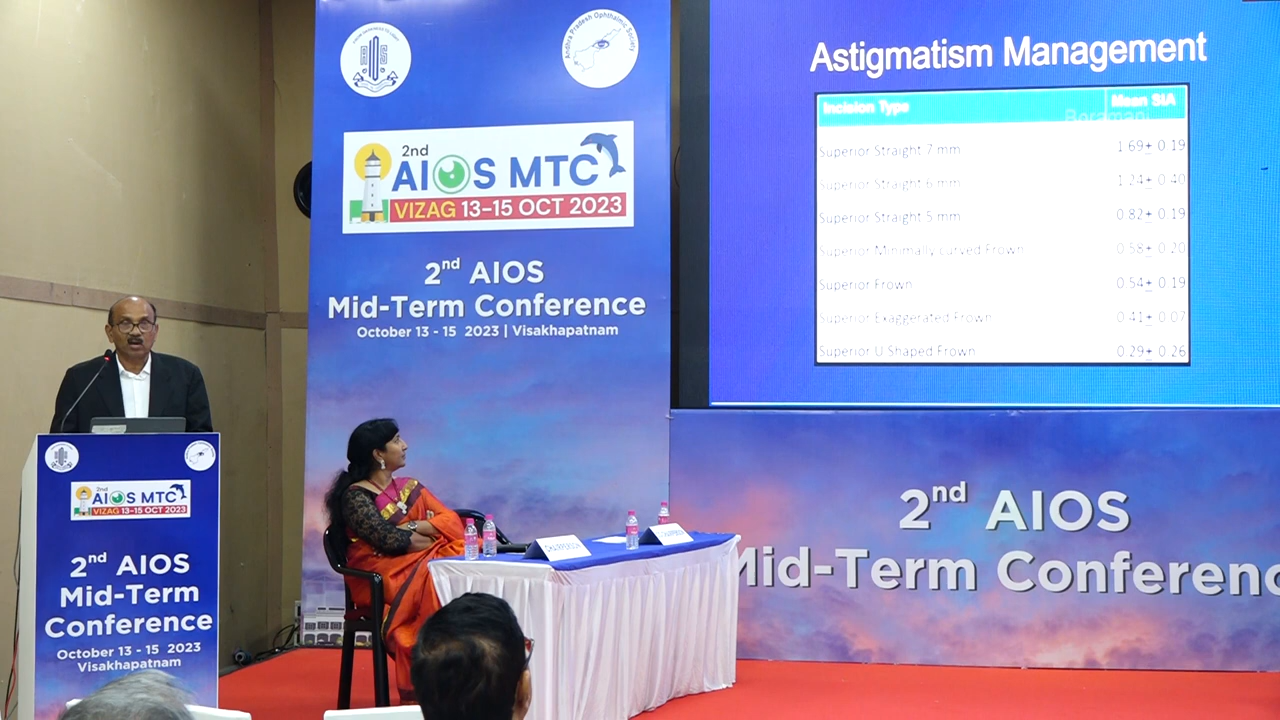 Andhra Pradesh Ophthalmic Society
2nd
AIOS MTC
VIZAG 13-15 OCT 2023
2nd AIOS
Mid-Term Conference
October 13 - 15 2023 | Visakhapatnam
Astigmatism Management
Incision Type Mean SIA
Superior Straight 7 mm 1.69± 0.19
Superior Straight 6 mm 1.24± 0.40
Superior Straight 5 mm 0.82± 0.19
Superior Minimally curved Frown 0.58± 0.20
Superior Frown 0.54± 0.19
Superior Exaggerated Frown 0.41± 0.07
Superior U Shaped Frown 0.29± 0.26
2nd AIOS
Mid-Term Conferenc
CHAIRPERSON
2nd
AIOS MTC
VIZAG 13-15 OCT 2023
2nd AIOS
Mid-Term
Conference
October 13 - 15 2023
Visakhapatnam